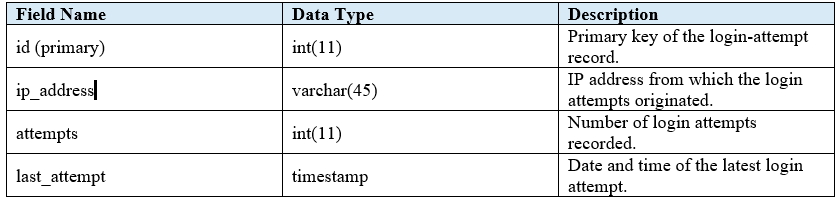 Field Name Data Type Description
id (primary) int(11) Primary key of the login-attempt
record.
ip_address varchar(45) IP address from which the login
attempts originated.
attempts int(11) Number of login attempts
recorded.
last_attempt timestamp Date and time of the latest login
attempt.